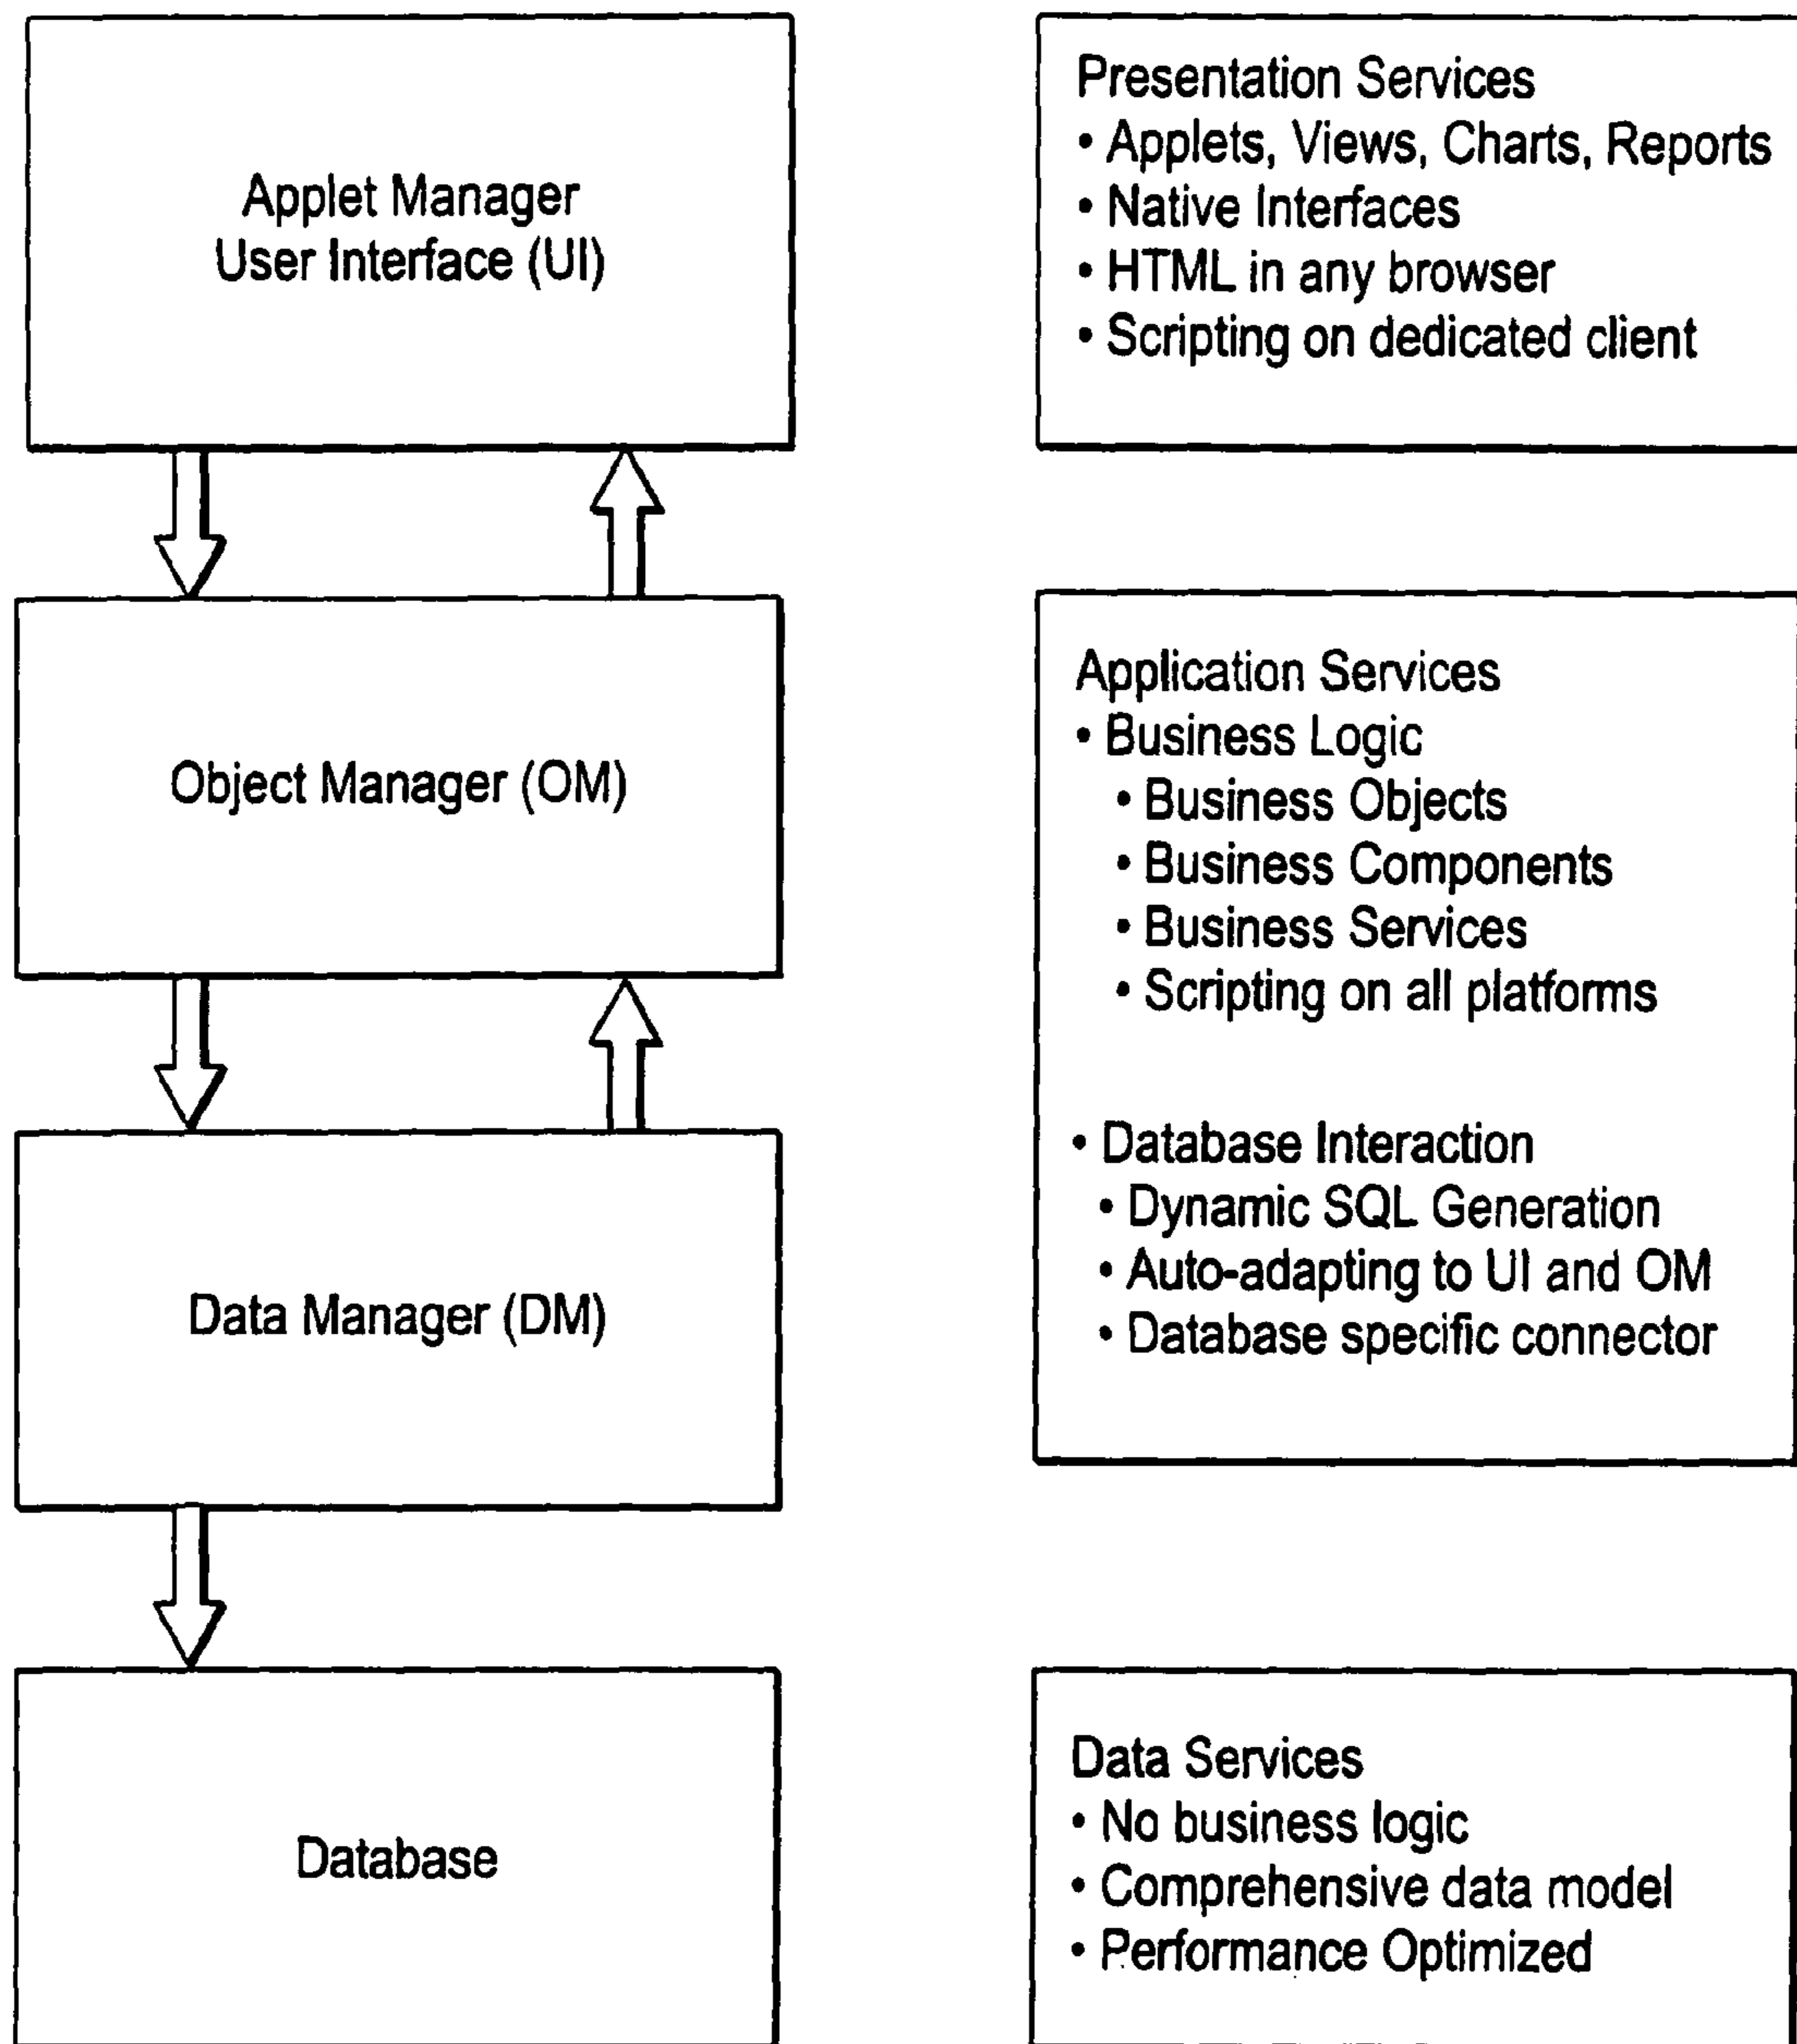 Applet Manager
User Interface (UI)
Presentation Services
• Applets, Views, Charts, Reports
• Native Interfaces
• HTML in any browser
• Scripting on dedicated client
Object Manager (OM)
Data Manager (DM)
Application Services
• Business Logic
• Business Objects
• Business Components
• Business Services
• Scripting on all platforms
• Database Interaction
• Dynamic SQL Generation
• Auto-adapting to UI and OM
• Database specific connector
Database
Data Services
• No business logic
• Comprehensive data model
• Performance Optimized